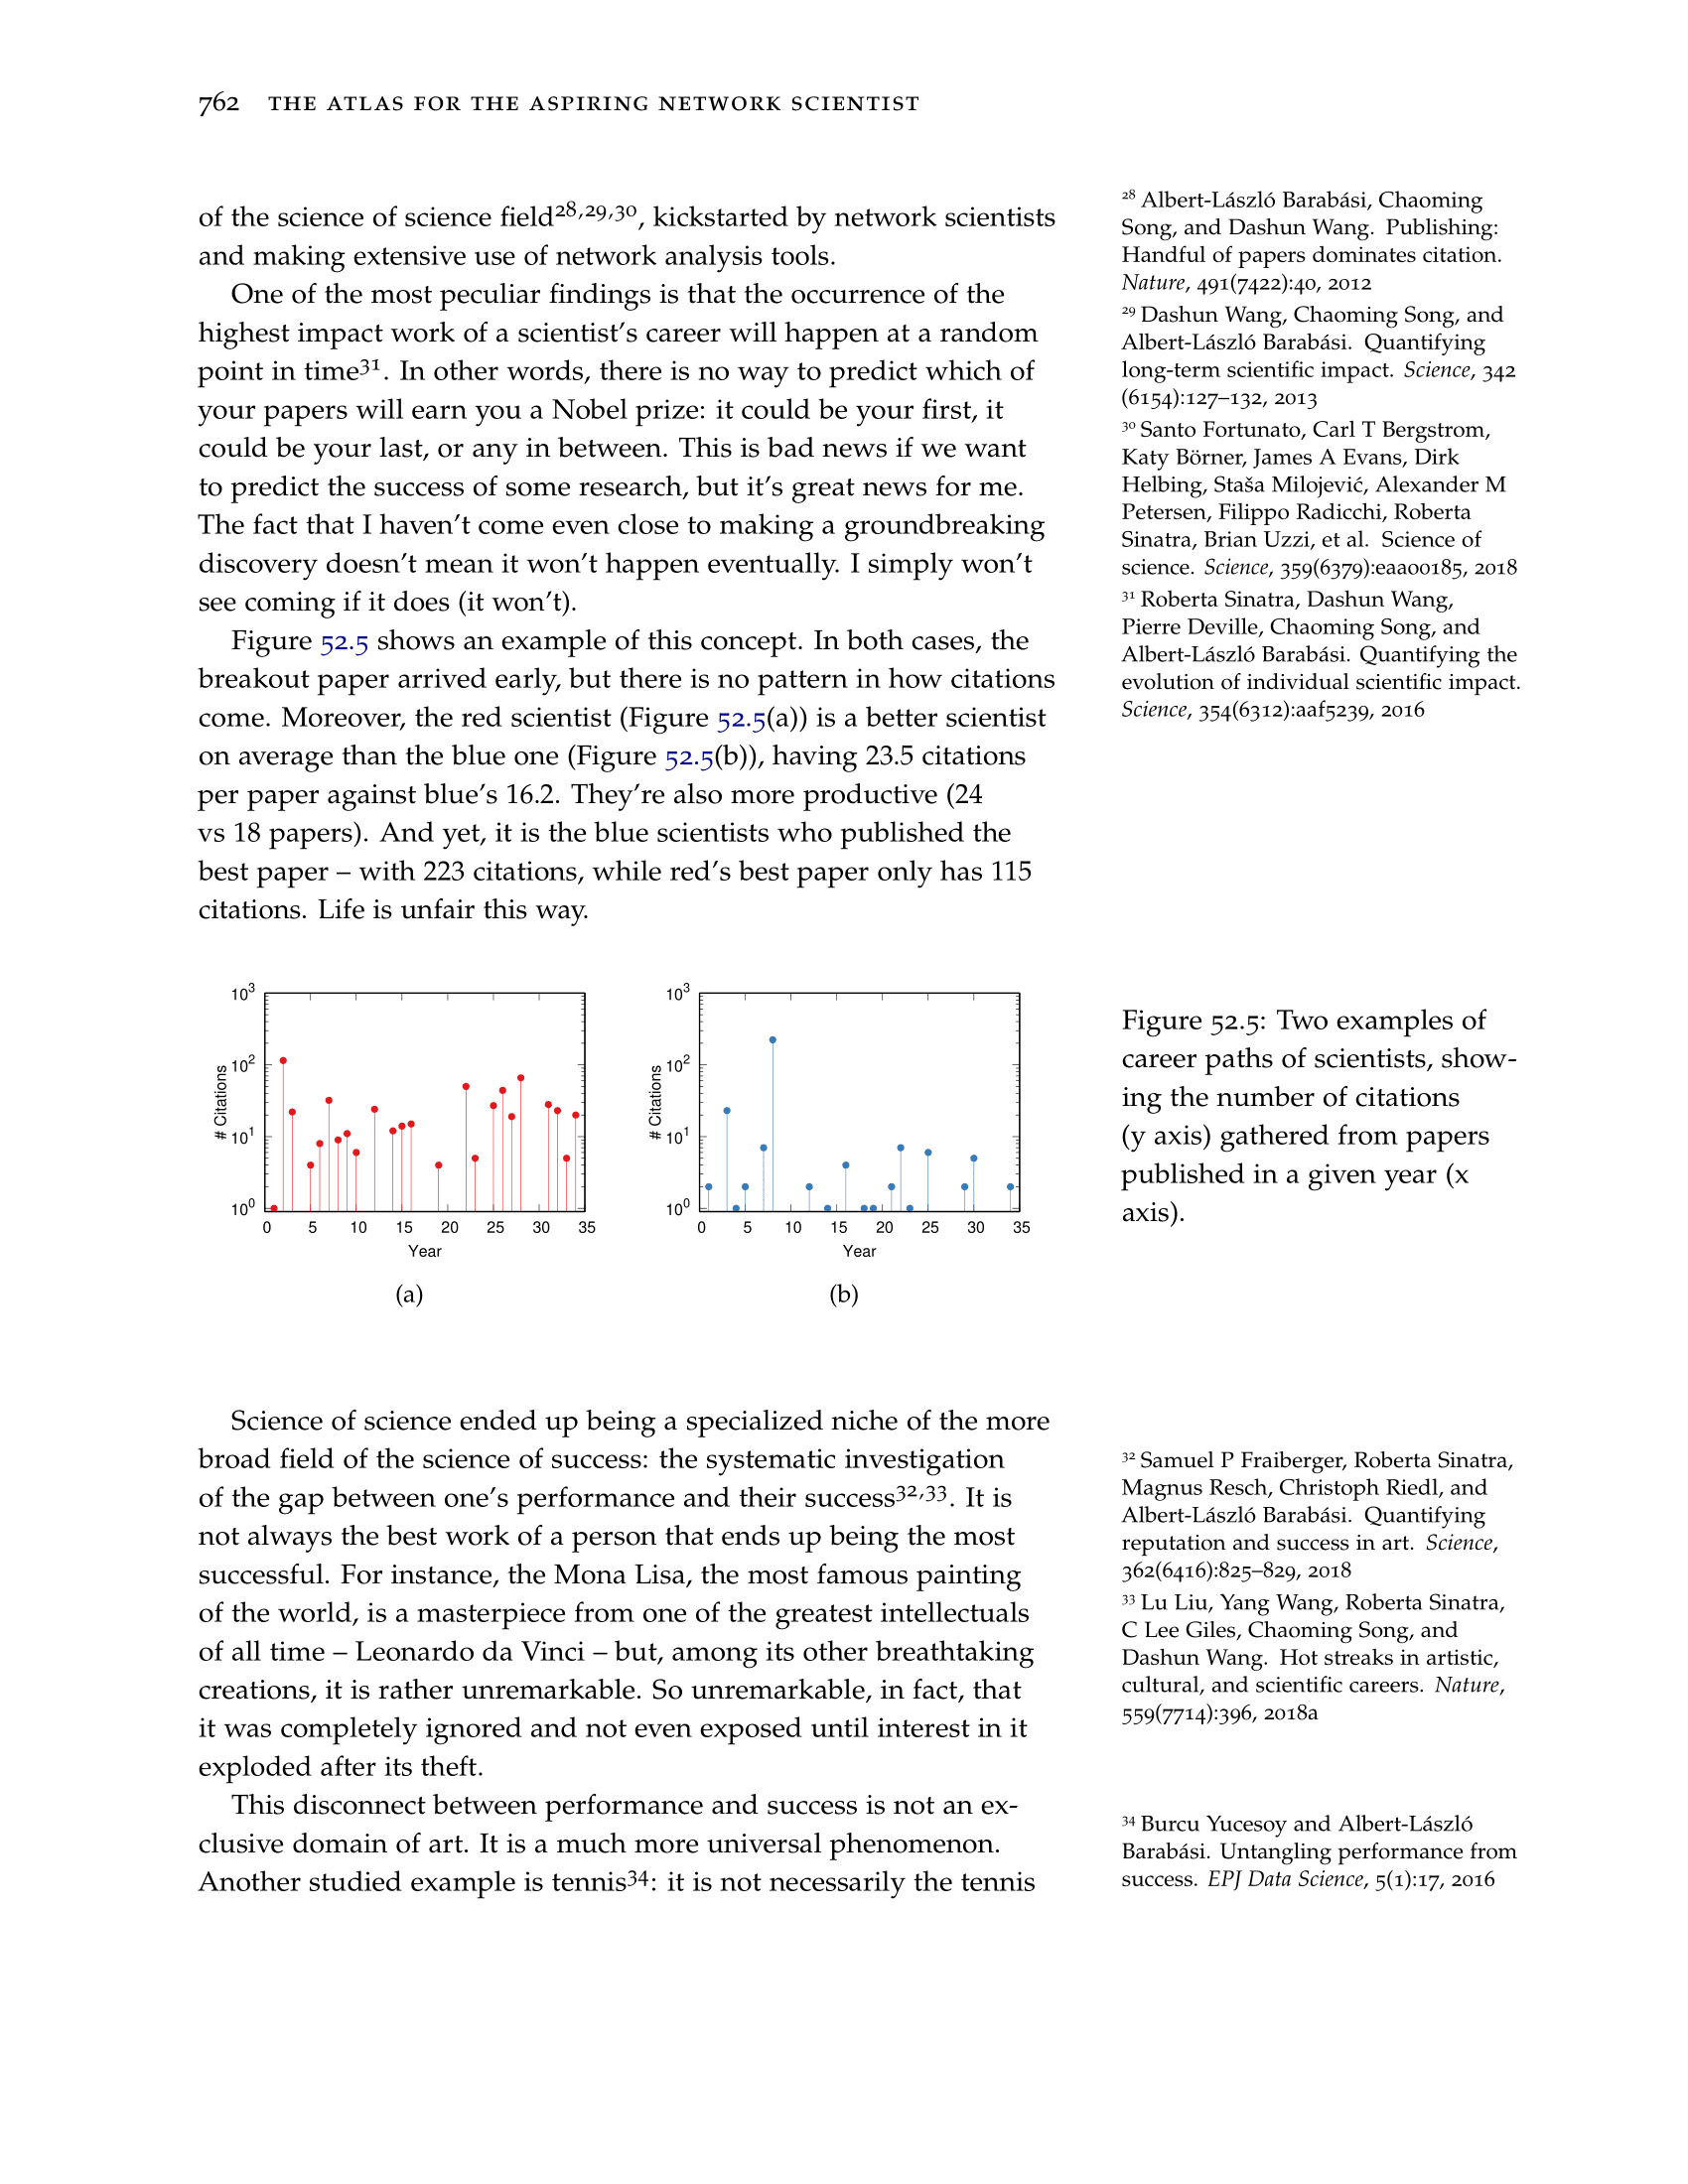 762 THE ATLAS FOR THE ASPIRING NETWORK SCIENTIST
of the science of science field28,29,30, kickstarted by network scientists
and making extensive use of network analysis tools.
One of the most peculiar findings is that the occurrence of the
highest impact work of a scientist's career will happen at a random
point in time31. In other words, there is no way to predict which of
your papers will earn you a Nobel prize: it could be your first, it
could be your last, or any in between. This is bad news if we want
to predict the success of some research, but it's great news for me.
The fact that I haven't come even close to making a groundbreaking
discovery doesn't mean it won't happen eventually. I simply won't
see coming if it does (it won't).
Figure 52.5 shows an example of this concept. In both cases, the
breakout paper arrived early, but there is no pattern in how citations
come. Moreover, the red scientist (Figure 52.5(a)) is a better scientist
on average than the blue one (Figure 52.5(b)), having 23.5 citations
per paper against blue's 16.2. They're also more productive (24
vs 18 papers). And yet, it is the blue scientists who published the
best paper – with 223 citations, while red's best paper only has 115
citations. Life is unfair this way.
28 Albert-László Barabási, Chaoming
Song, and Dashun Wang. Publishing:
Handful of papers dominates citation.
Nature, 491(7422):40, 2012
29 Dashun Wang, Chaoming Song, and
Albert-László Barabási. Quantifying
long-term scientific impact. Science, 342
(6154):127–132, 2013
30 Santo Fortunato, Carl T Bergstrom,
Katy Börner, James A Evans, Dirk
Helbing, Staša Milojević, Alexander M
Petersen, Filippo Radicchi, Roberta
Sinatra, Brian Uzzi, et al. Science of
science. Science, 359(6379):eaao0185, 2018
31 Roberta Sinatra, Dashun Wang,
Pierre Deville, Chaoming Song, and
Albert-László Barabási. Quantifying the
evolution of individual scientific impact.
Science, 354(6312):aaf5239, 2016
10^3
10^2
10^1
10^0
# Citations
0 5 10 15 20 25 30 35
Year
(a)
10^3
10^2
10^1
10^0
# Citations
0 5 10 15 20 25 30 35
Year
(b)
Figure 52.5: Two examples of
career paths of scientists, show-
ing the number of citations
(y axis) gathered from papers
published in a given year (x
axis).
Science of science ended up being a specialized niche of the more
broad field of the science of success: the systematic investigation
of the gap between one's performance and their success32,33. It is
not always the best work of a person that ends up being the most
successful. For instance, the Mona Lisa, the most famous painting
of the world, is a masterpiece from one of the greatest intellectuals
of all time – Leonardo da Vinci – but, among its other breathtaking
creations, it is rather unremarkable. So unremarkable, in fact, that
it was completely ignored and not even exposed until interest in it
exploded after its theft.
This disconnect between performance and success is not an ex-
clusive domain of art. It is a much more universal phenomenon.
Another studied example is tennis34: it is not necessarily the tennis
32 Samuel P Fraiberger, Roberta Sinatra,
Magnus Resch, Christoph Riedl, and
Albert-László Barabási. Quantifying
reputation and success in art. Science,
362(6416):825–829, 2018
33 Lu Liu, Yang Wang, Roberta Sinatra,
C Lee Giles, Chaoming Song, and
Dashun Wang. Hot streaks in artistic,
cultural, and scientific careers. Nature,
559(7714):396, 2018a
34 Burcu Yucesoy and Albert-László
Barabási. Untangling performance from
success. EPJ Data Science, 5(1):17, 2016